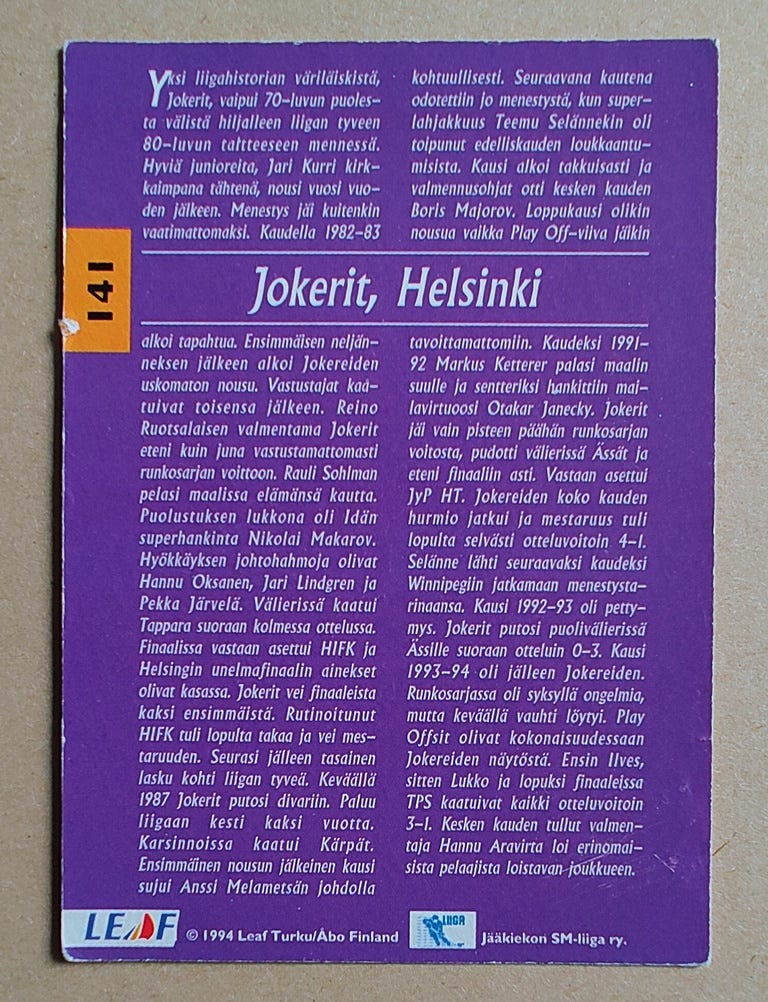 Yksi liigahistorian väriläiskistä,
Jokerit, vaipui 70-luvun puoles-
ta välistä hiljalleen liigan tyveen
80-luvun taitteeseen mennessä.
Hyviä junioreita, Jari Kurri kirk-
kaimpana tähtenä, nousi vuosi vuo-
den jälkeen. Menestys jäi kuitenkin
vaatimattomaksi. Kaudella 1982-83
kohtuullisesti. Seuraavana kautena
odotettiin jo menestystä, kun super-
lahjakkuus Teemu Selännekin oli
toipunut edelliskauden loukkaantu-
misista. Kausi alkoi takkuisasti ja
valmennusohjat otti kesken kauden
Boris Majorov. Loppukausi olikin
nousua vaikka Play Off-viiva jäikin
141
Jokerit, Helsinki
alkoi tapahtua. Ensimmäisen neljän-
neksen jälkeen alkoi Jokereiden
uskomaton nousu. Vastustajat kaa-
tuivat toisensa jälkeen. Reino
Ruotsalaisen valmentama Jokerit
eteni kuin juna vastustamattomasti
runkosarjan voittoon. Rauli Sohlman
pelasi maalissa elämänsä kautta.
Puolustuksen lukkona oli Idän
superhankinta Nikolai Makarov.
Hyökkäyksen johtohahmoja olivat
Hannu Oksanen, Jari Lindgren ja
Pekka Järvelä. Välierissä kaatui
Tappara suoraan kolmessa ottelussa.
Finaalissa vastaan asettui HIFK ja
Helsingin unelmafinaalin ainekset
olivat kasassa. Jokerit vei finaaleista
kaksi ensimmäistä. Rutinoitunut
HIFK tuli lopulta takaa ja vei mes-
taruuden. Seurasi jälleen tasainen
lasku kohti liigan tyveä. Keväällä
1987 Jokerit putosi divariin. Paluu
liigaan kesti kaksi vuotta.
Karsinnoissa kaatui Kärpät.
Ensimmäinen nousun jälkeinen kausi
sujui Anssi Melametsän johdolla
tavoittamattomiin. Kaudeksi 1991-
92 Markus Ketterer palasi maalin
suulle ja sentteriksi hankittiin mai-
lavirtuoosi Otakar Janecky. Jokerit
jäi vain pisteen päähän runkosarjan
voitosta, pudotti välierissä Ässät ja
eteni finaaliin asti. Vastaan asettui
JyP HT. Jokereiden koko kauden
hurmio jatkui ja mestaruus tuli
lopulta selvästi otteluvoitoin 4-1.
Selänne lähti seuraavaksi kaudeksi
Winnipegiin jatkamaan menestysta-
rinaansa. Kausi 1992-93 oli petty-
mys. Jokerit putosi puolivälierissä
Ässille suoraan otteluin 0-3. Kausi
1993-94 oli jälleen Jokereiden.
Runkosarjassa oli syksyllä ongelmia,
mutta keväällä vauhti löytyi. Play
Offsit olivat kokonaisuudessaan
Jokereiden näytöstä. Ensin Ilves,
sitten Lukko ja lopuksi finaaleissa
TPS kaatuivat kaikki otteluvoitoin
3-1. Kesken kauden tullut valmen-
taja Hannu Aravirta loi erinomai-
sista pelaajista loistavan joukkueen.
LEAF © 1994 Leaf Turku/Åbo Finland LIIGA Jääkiekon SM-liiga ry.